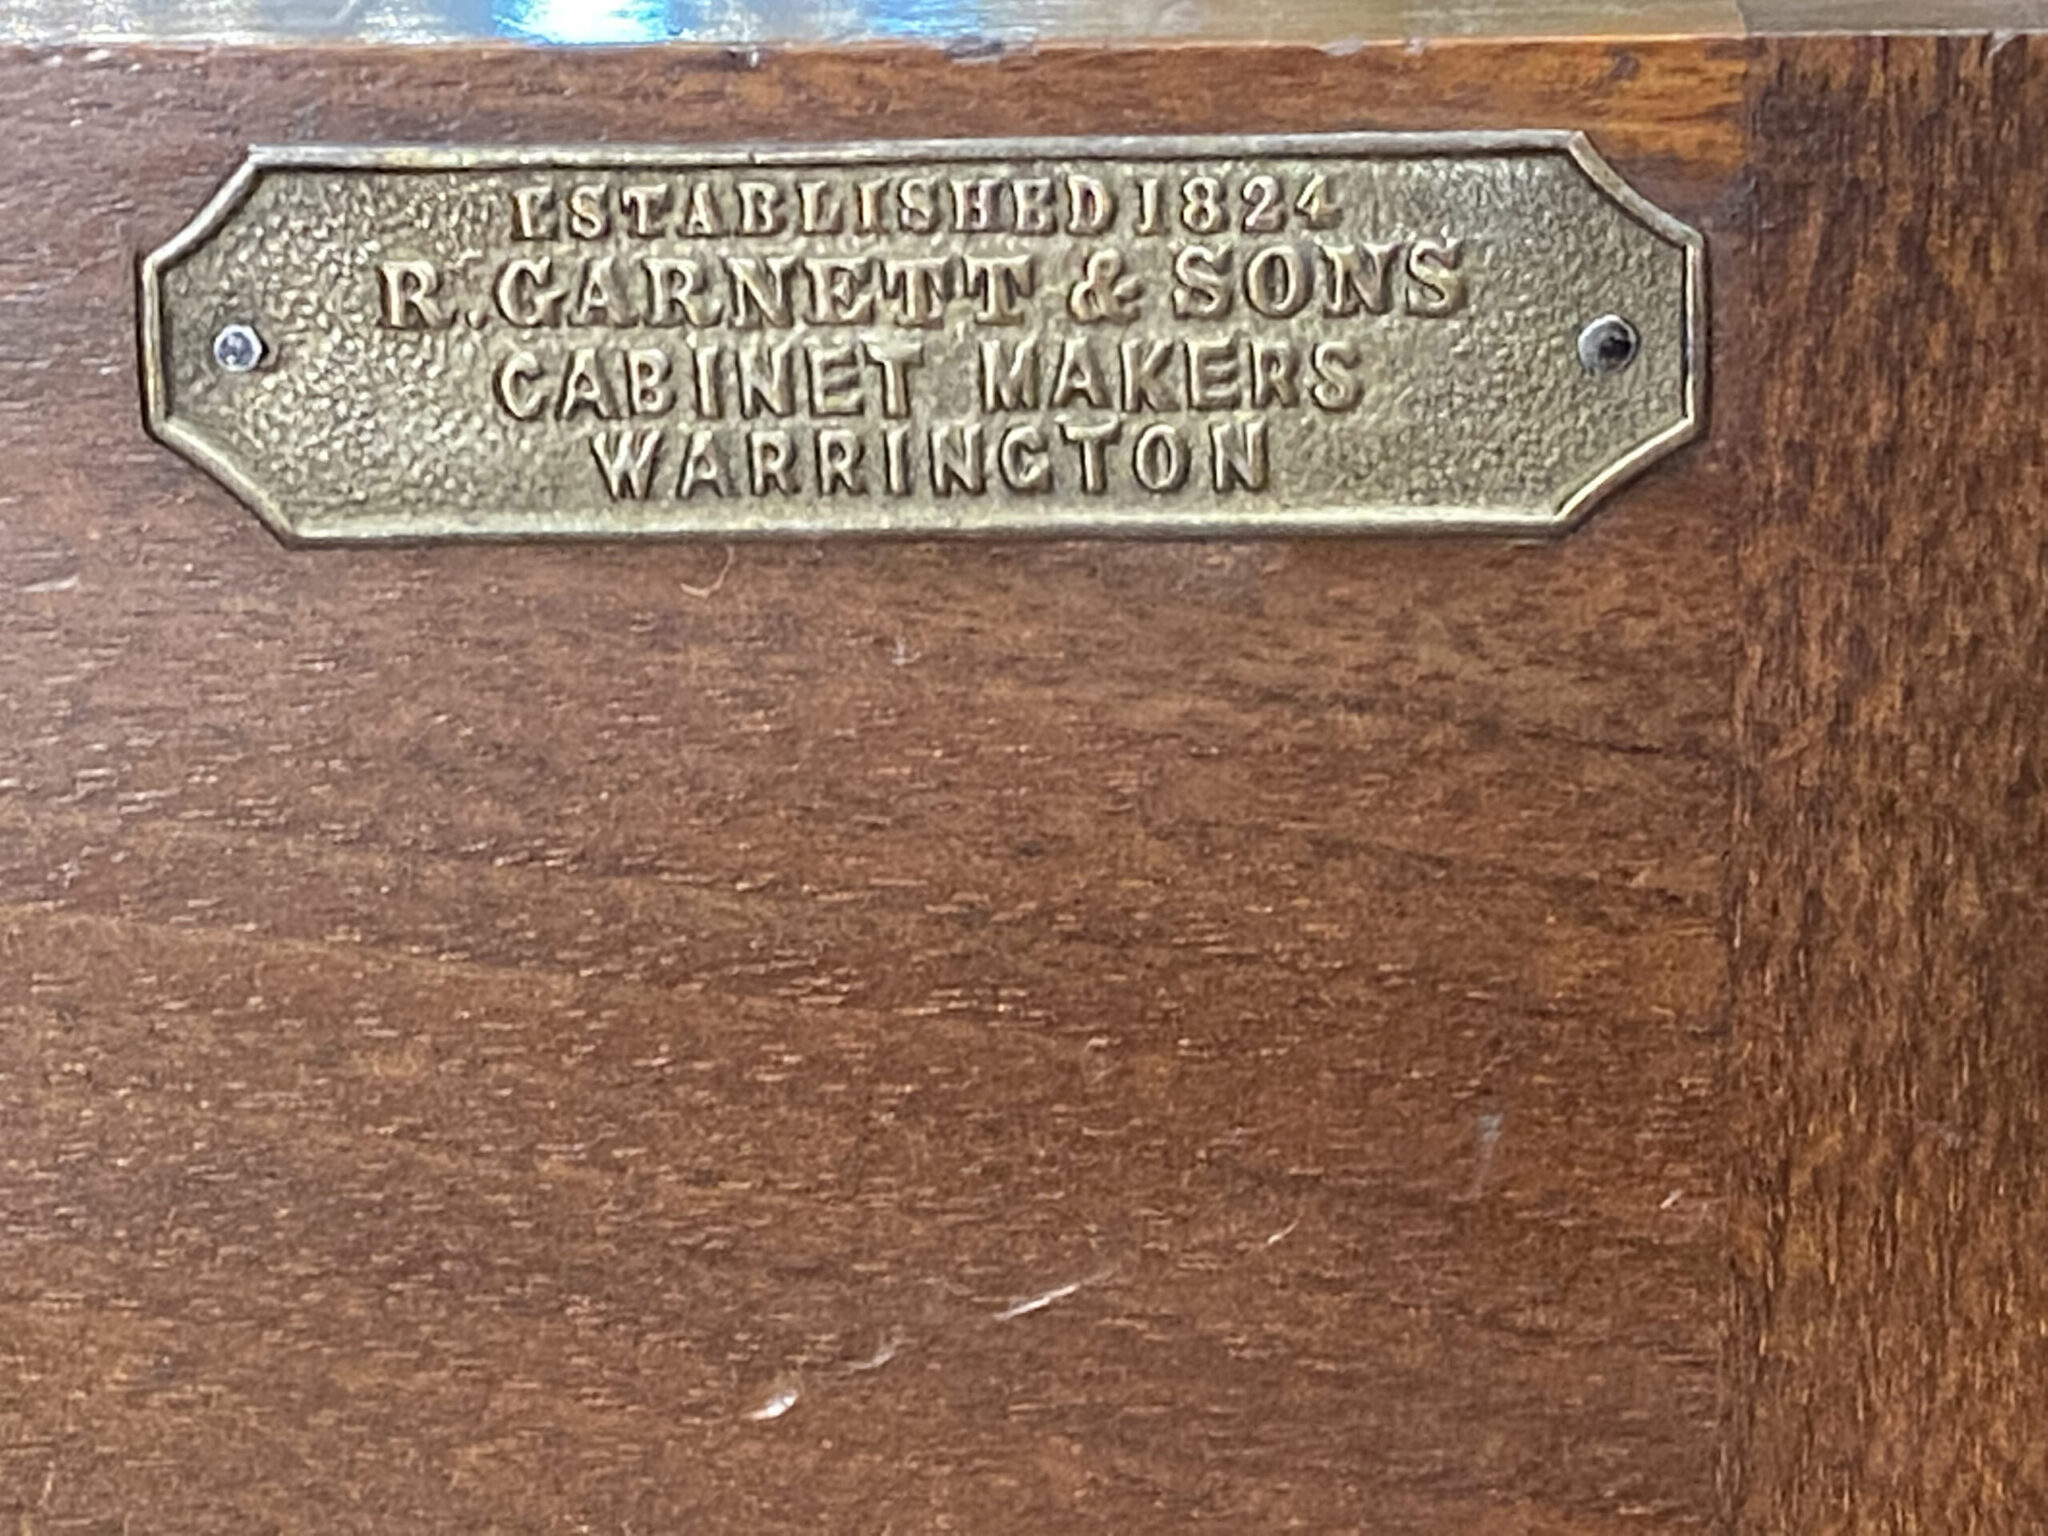 ESTABLISHED 1824
R. GARNETT & SONS
CABINET MAKERS
WARRINGTON